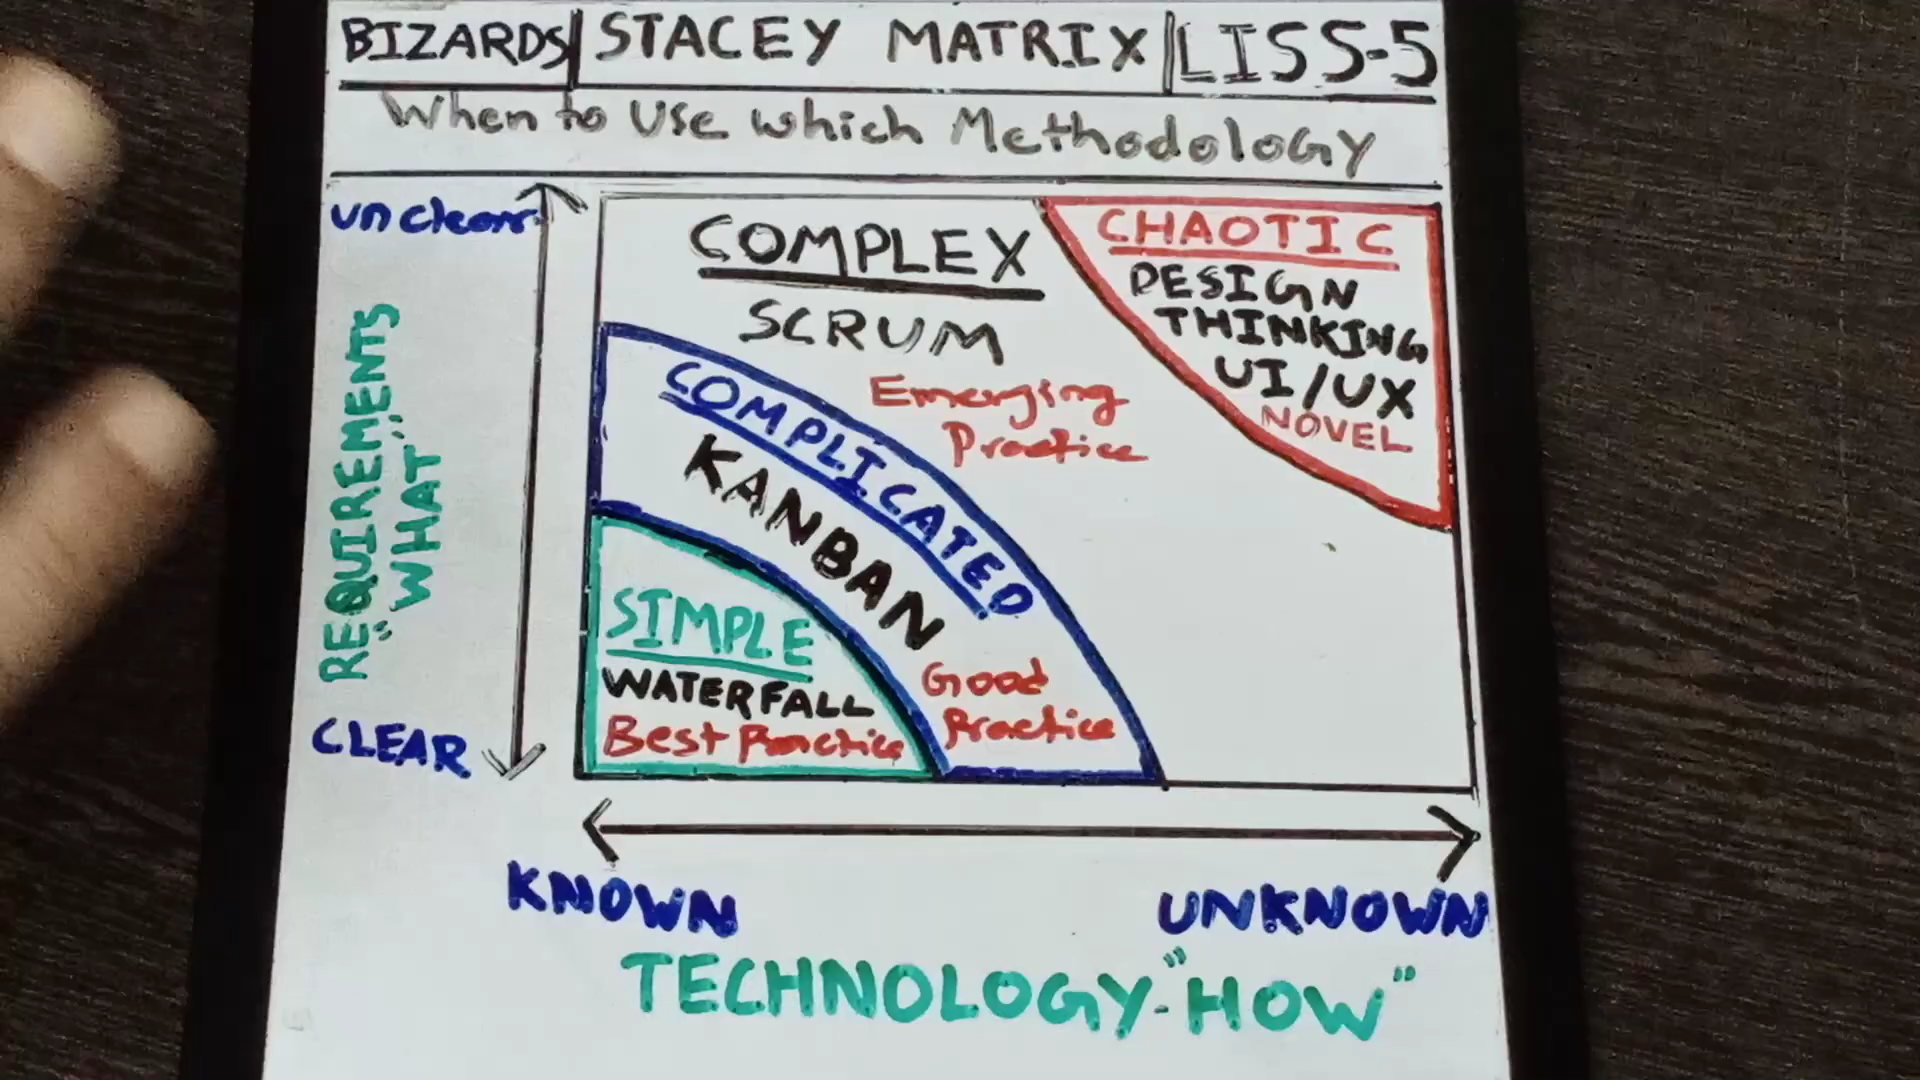 BIZARDS| STACEY MATRIX |LISS-5
When to Use which Methodology
unclear
REQUIREMENTS
"WHAT"
CLEAR
COMPLEX
SCRUM
Emerging
Practice
CHAOTIC
DESIGN
THINKING
UI/UX
NOVEL
COMPLICATED
KANBAN
Good
Practice
SIMPLE
WATERFALL
Best Practice
KNOWN
UNKNOWN
TECHNOLOGY-"HOW"